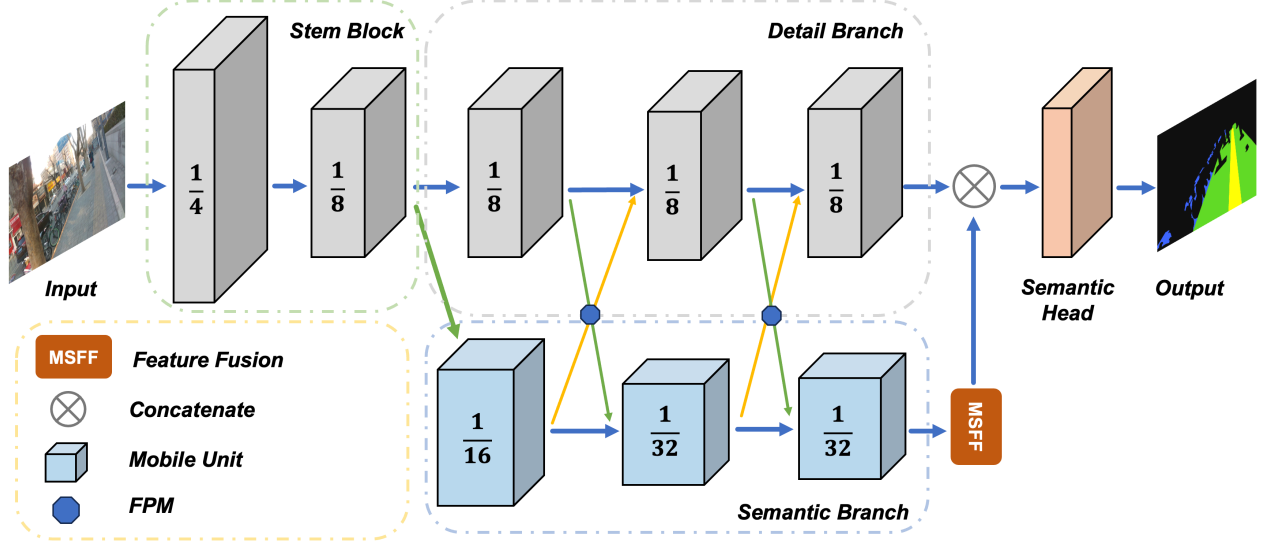 Stem Block
Detail Branch
1/4
1/8
1/8
1/8
1/8
Input
Semantic
Head
Output
MSFF
Feature Fusion
Concatenate
Mobile Unit
FPM
1/16
1/32
1/32
MSFF
Semantic Branch